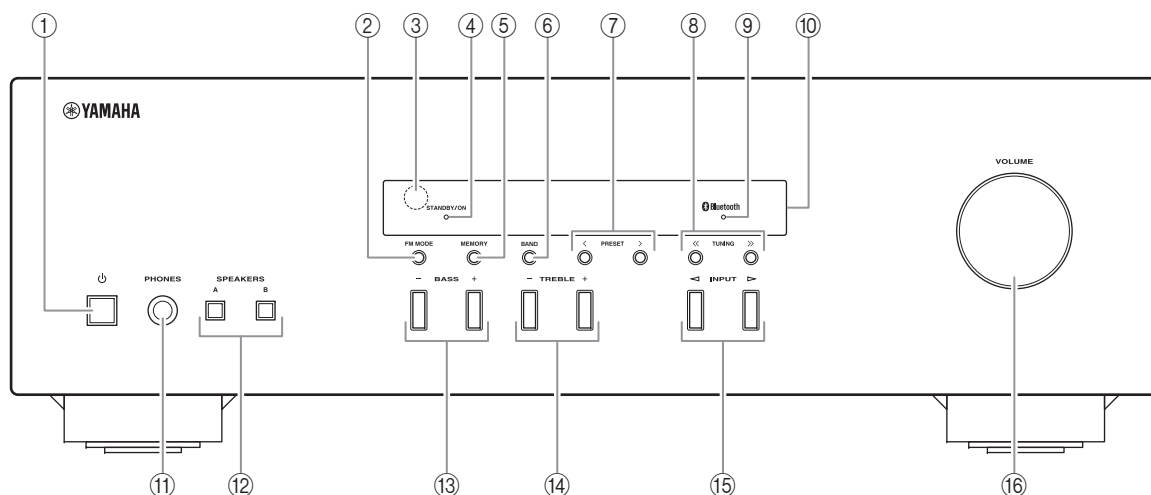 ① ② ③ ④ ⑤ ⑥ ⑦ ⑧ ⑨ ⑩
YAMAHA
VOLUME
STANDBY/ON
Bluetooth
FM MODE MEMORY BAND < PRESET > << TUNING >>
PHONES SPEAKERS
A B
− BASS + − TREBLE + ◁ INPUT ▷
⑪ ⑫ ⑬ ⑭ ⑮ ⑯